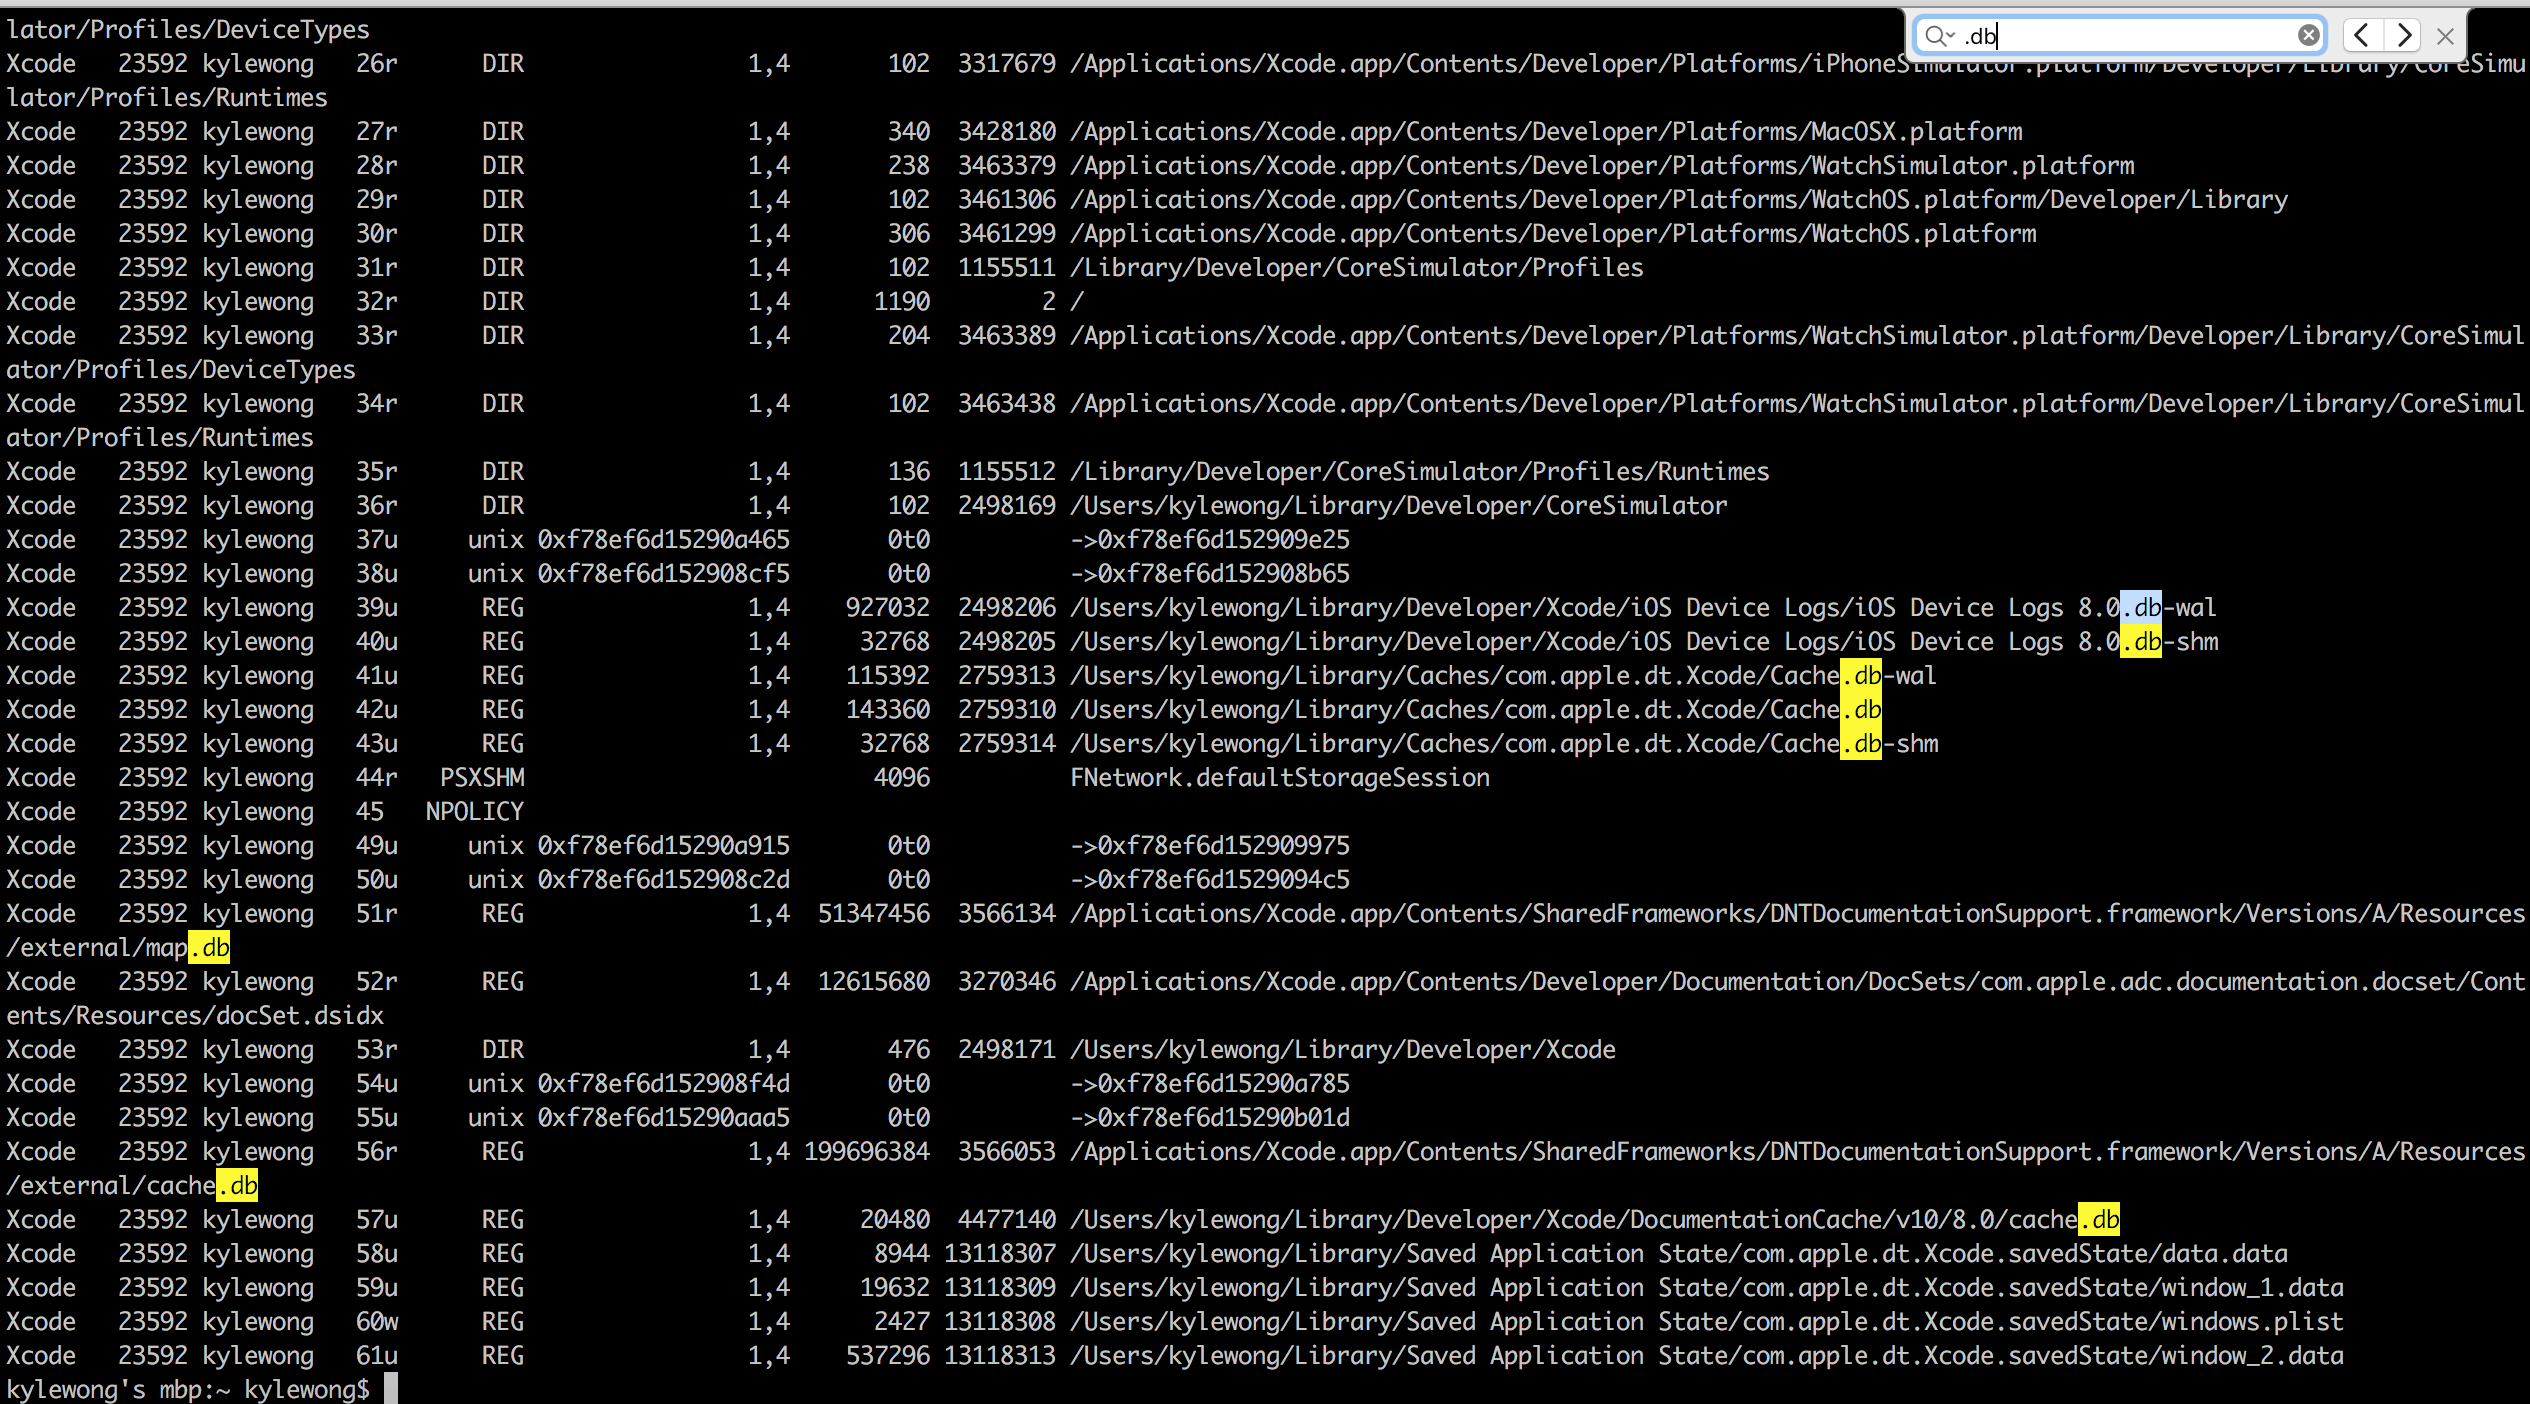 .db
lator/Profiles/DeviceTypes
Xcode 23592 kylewong 26r DIR 1,4 102 3317679 /Applications/Xcode.app/Contents/Developer/Platforms/iPhoneSimulator.platform/Developer/Library/CoreSimu
lator/Profiles/Runtimes
Xcode 23592 kylewong 27r DIR 1,4 340 3428180 /Applications/Xcode.app/Contents/Developer/Platforms/MacOSX.platform
Xcode 23592 kylewong 28r DIR 1,4 238 3463379 /Applications/Xcode.app/Contents/Developer/Platforms/WatchSimulator.platform
Xcode 23592 kylewong 29r DIR 1,4 102 3461306 /Applications/Xcode.app/Contents/Developer/Platforms/WatchOS.platform/Developer/Library
Xcode 23592 kylewong 30r DIR 1,4 306 3461299 /Applications/Xcode.app/Contents/Developer/Platforms/WatchOS.platform
Xcode 23592 kylewong 31r DIR 1,4 102 1155511 /Library/Developer/CoreSimulator/Profiles
Xcode 23592 kylewong 32r DIR 1,4 1190 2 /
Xcode 23592 kylewong 33r DIR 1,4 204 3463389 /Applications/Xcode.app/Contents/Developer/Platforms/WatchSimulator.platform/Developer/Library/CoreSimul
ator/Profiles/DeviceTypes
Xcode 23592 kylewong 34r DIR 1,4 102 3463438 /Applications/Xcode.app/Contents/Developer/Platforms/WatchSimulator.platform/Developer/Library/CoreSimul
ator/Profiles/Runtimes
Xcode 23592 kylewong 35r DIR 1,4 136 1155512 /Library/Developer/CoreSimulator/Profiles/Runtimes
Xcode 23592 kylewong 36r DIR 1,4 102 2498169 /Users/kylewong/Library/Developer/CoreSimulator
Xcode 23592 kylewong 37u unix 0xf78ef6d15290a465 0t0 ->0xf78ef6d152909e25
Xcode 23592 kylewong 38u unix 0xf78ef6d152908cf5 0t0 ->0xf78ef6d152908b65
Xcode 23592 kylewong 39u REG 1,4 927032 2498206 /Users/kylewong/Library/Developer/Xcode/iOS Device Logs/iOS Device Logs 8.0.db-wal
Xcode 23592 kylewong 40u REG 1,4 32768 2498205 /Users/kylewong/Library/Developer/Xcode/iOS Device Logs/iOS Device Logs 8.0.db-shm
Xcode 23592 kylewong 41u REG 1,4 115392 2759313 /Users/kylewong/Library/Caches/com.apple.dt.Xcode/Cache.db-wal
Xcode 23592 kylewong 42u REG 1,4 143360 2759310 /Users/kylewong/Library/Caches/com.apple.dt.Xcode/Cache.db
Xcode 23592 kylewong 43u REG 1,4 32768 2759314 /Users/kylewong/Library/Caches/com.apple.dt.Xcode/Cache.db-shm
Xcode 23592 kylewong 44r PSXSHM 4096 FNetwork.defaultStorageSession
Xcode 23592 kylewong 45 NPOLICY
Xcode 23592 kylewong 49u unix 0xf78ef6d15290a915 0t0 ->0xf78ef6d152909975
Xcode 23592 kylewong 50u unix 0xf78ef6d152908c2d 0t0 ->0xf78ef6d1529094c5
Xcode 23592 kylewong 51r REG 1,4 51347456 3566134 /Applications/Xcode.app/Contents/SharedFrameworks/DNTDocumentationSupport.framework/Versions/A/Resources
/external/map.db
Xcode 23592 kylewong 52r REG 1,4 12615680 3270346 /Applications/Xcode.app/Contents/Developer/Documentation/DocSets/com.apple.adc.documentation.docset/Cont
ents/Resources/docSet.dsidx
Xcode 23592 kylewong 53r DIR 1,4 476 2498171 /Users/kylewong/Library/Developer/Xcode
Xcode 23592 kylewong 54u unix 0xf78ef6d152908f4d 0t0 ->0xf78ef6d15290a785
Xcode 23592 kylewong 55u unix 0xf78ef6d15290aaa5 0t0 ->0xf78ef6d15290b01d
Xcode 23592 kylewong 56r REG 1,4 199696384 3566053 /Applications/Xcode.app/Contents/SharedFrameworks/DNTDocumentationSupport.framework/Versions/A/Resources
/external/cache.db
Xcode 23592 kylewong 57u REG 1,4 20480 4477140 /Users/kylewong/Library/Developer/Xcode/DocumentationCache/v10/8.0/cache.db
Xcode 23592 kylewong 58u REG 1,4 8944 13118307 /Users/kylewong/Library/Saved Application State/com.apple.dt.Xcode.savedState/data.data
Xcode 23592 kylewong 59u REG 1,4 19632 13118309 /Users/kylewong/Library/Saved Application State/com.apple.dt.Xcode.savedState/window_1.data
Xcode 23592 kylewong 60w REG 1,4 2427 13118308 /Users/kylewong/Library/Saved Application State/com.apple.dt.Xcode.savedState/windows.plist
Xcode 23592 kylewong 61u REG 1,4 537296 13118313 /Users/kylewong/Library/Saved Application State/com.apple.dt.Xcode.savedState/window_2.data
kylewong's mbp:~ kylewong$